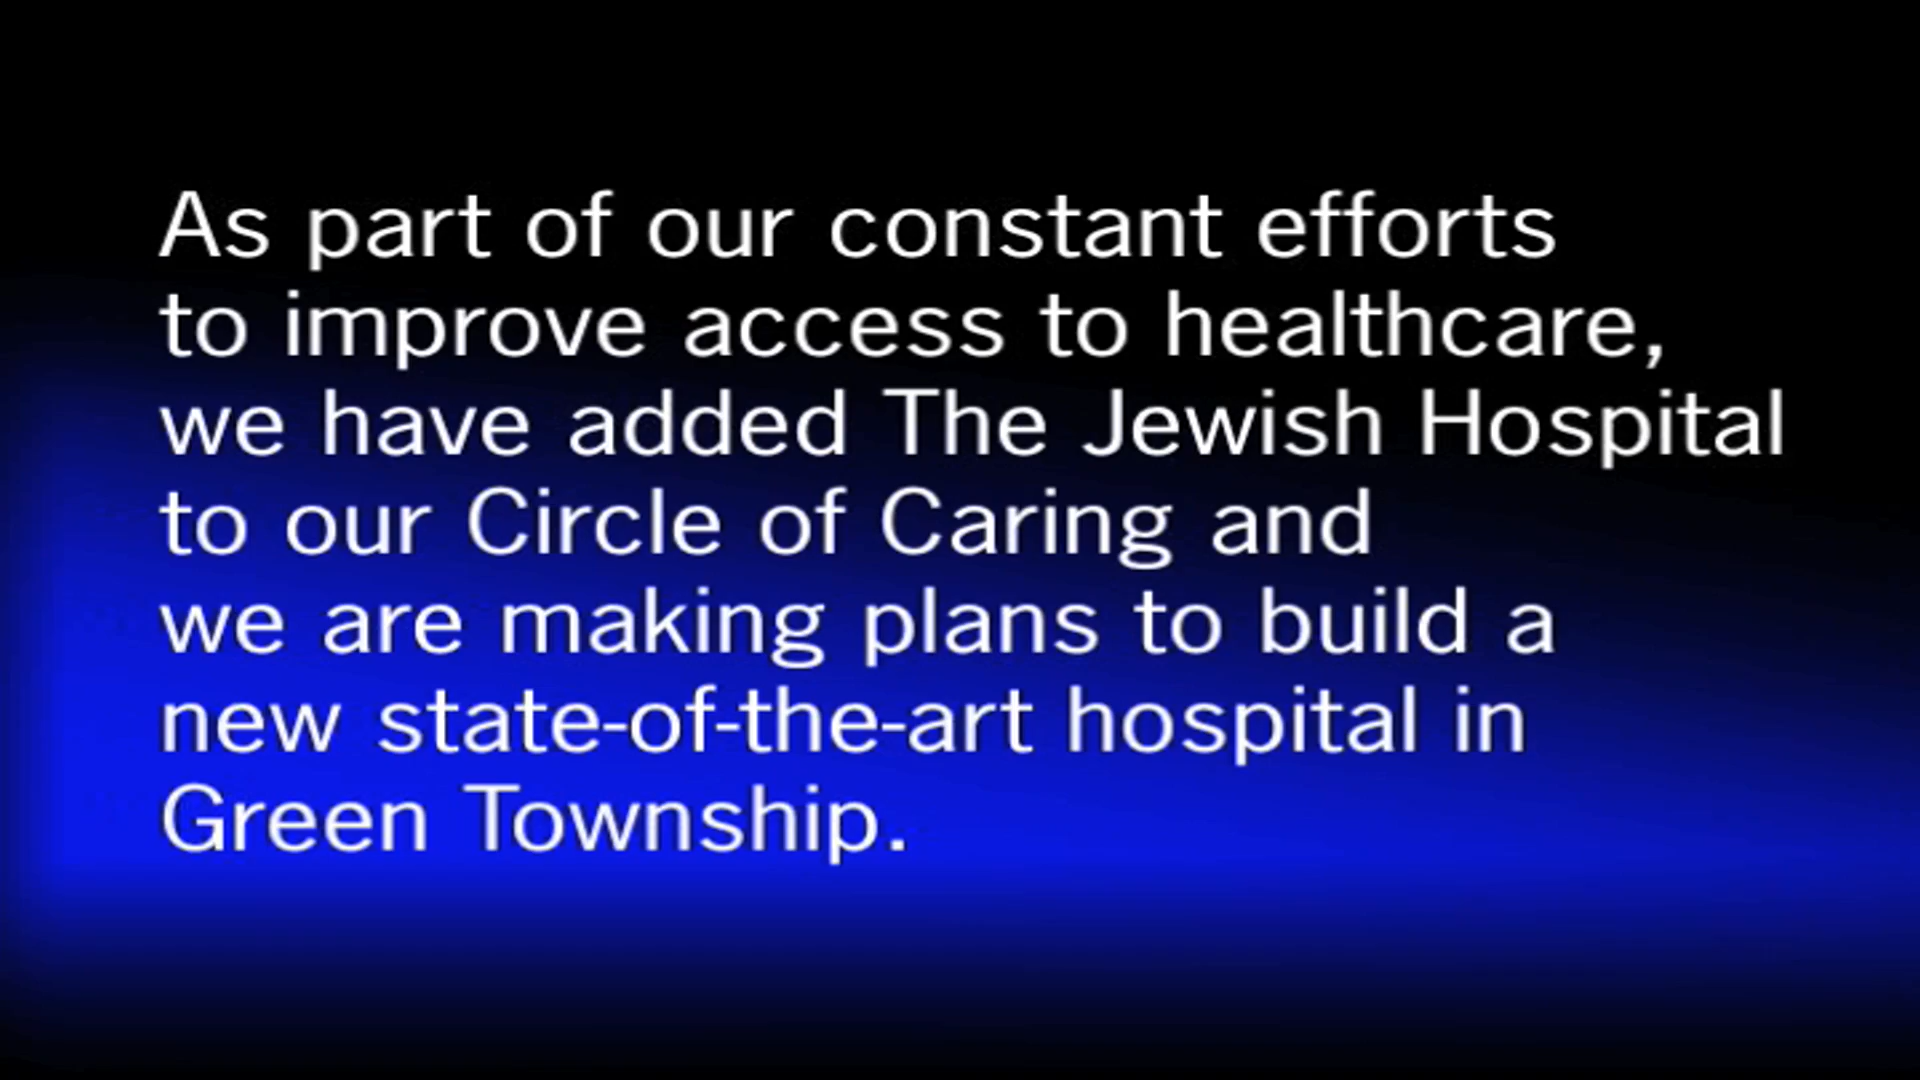 As part of our constant efforts
to improve access to healthcare,
we have added The Jewish Hospital
to our Circle of Caring and
we are making plans to build a
new state-of-the-art hospital in
Green Township.